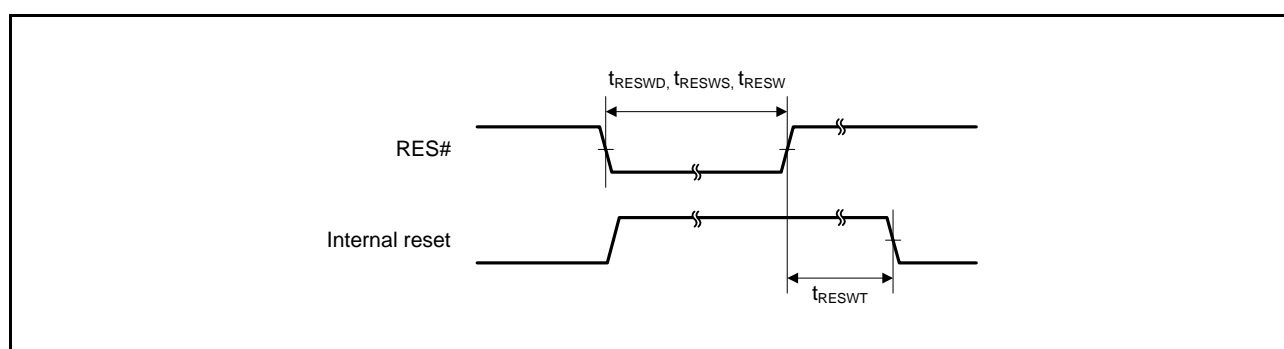 tRESWD, tRESWS, tRESW
RES#
Internal reset
tRESWT